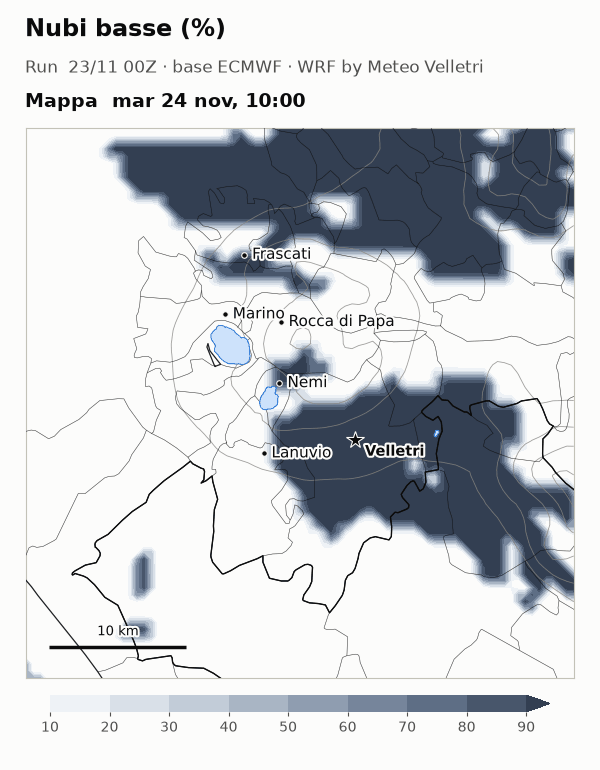 Nubi basse (%)
Run  23/11 00Z · base ECMWF · WRF by Meteo Velletri
Mappa  mar 24 nov, 10:00
Frascati
Marino
Rocca di Papa
Nemi
Velletri
Lanuvio
10 km
10 20 30 40 50 60 70 80 90